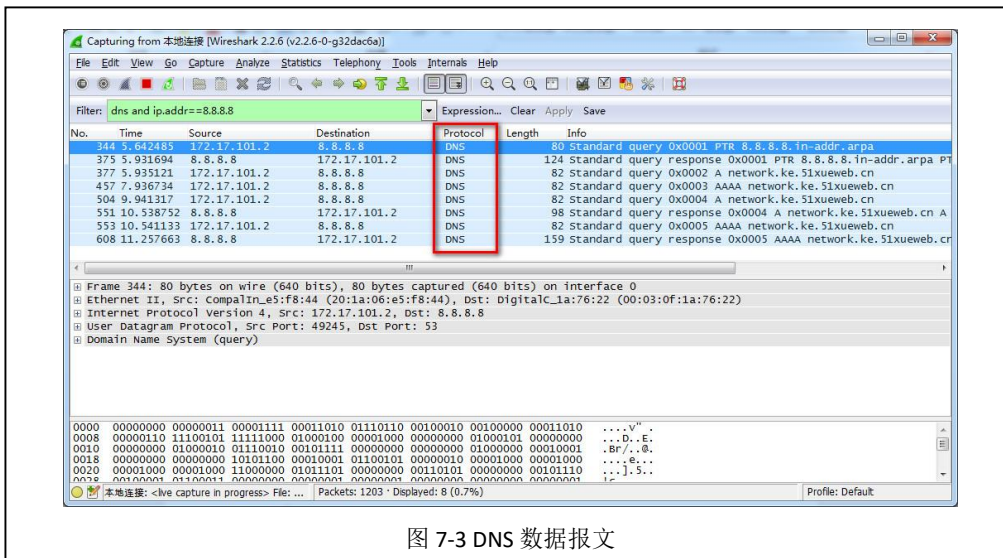 Capturing from 本地连接 [Wireshark 2.2.6 (v2.2.6-0-g32dac6a)]
File Edit View Go Capture Analyze Statistics Telephony Tools Internals Help
Filter: dns and ip.addr==8.8.8.8 Expression... Clear Apply Save
No. Time Source Destination Protocol Length Info
344 5.642485 172.17.101.2 8.8.8.8 DNS 80 Standard query 0x0001 PTR 8.8.8.8.in-addr.arpa
375 5.931694 8.8.8.8 172.17.101.2 DNS 124 Standard query response 0x0001 PTR 8.8.8.8.in-addr.arpa PT
377 5.935121 172.17.101.2 8.8.8.8 DNS 82 Standard query 0x0002 A network.ke.51xueweb.cn
457 7.936734 172.17.101.2 8.8.8.8 DNS 82 Standard query 0x0003 AAAA network.ke.51xueweb.cn
504 9.941317 172.17.101.2 8.8.8.8 DNS 82 Standard query 0x0004 A network.ke.51xueweb.cn
551 10.538752 8.8.8.8 172.17.101.2 DNS 98 Standard query response 0x0004 A network.ke.51xueweb.cn A
553 10.541133 172.17.101.2 8.8.8.8 DNS 82 Standard query 0x0005 AAAA network.ke.51xueweb.cn
608 11.257663 8.8.8.8 172.17.101.2 DNS 159 Standard query response 0x0005 AAAA network.ke.51xueweb.cr
Frame 344: 80 bytes on wire (640 bits), 80 bytes captured (640 bits) on interface 0
Ethernet II, Src: CompalIn_e5:f8:44 (20:1a:06:e5:f8:44), Dst: DigitalC_1a:76:22 (00:03:0f:1a:76:22)
Internet Protocol Version 4, Src: 172.17.101.2, Dst: 8.8.8.8
User Datagram Protocol, Src Port: 49245, Dst Port: 53
Domain Name System (query)
0000 00000000 00000011 00001111 00011010 01110110 00100010 00100000 00011010 ....v" .
0008 00000110 11100101 11111000 01000100 00001000 00000000 01000101 00000000 ...D..E.
0010 00000000 01000010 01110010 00101111 00000000 00000000 01000000 00010001 .Br/..@.
0018 00000000 00000000 10101100 00010001 01100101 00000010 00001000 00001000 ....e...
0020 00001000 00001000 11000000 01011101 00000000 00110101 00000000 00101110 ...].5..
0028 00100001 01100011 00000000 00000001 00000001 00000000 00000000 00000001
本地连接: <live capture in progress> File: ... Packets: 1203 · Displayed: 8 (0.7%) Profile: Default
图 7-3 DNS 数据报文